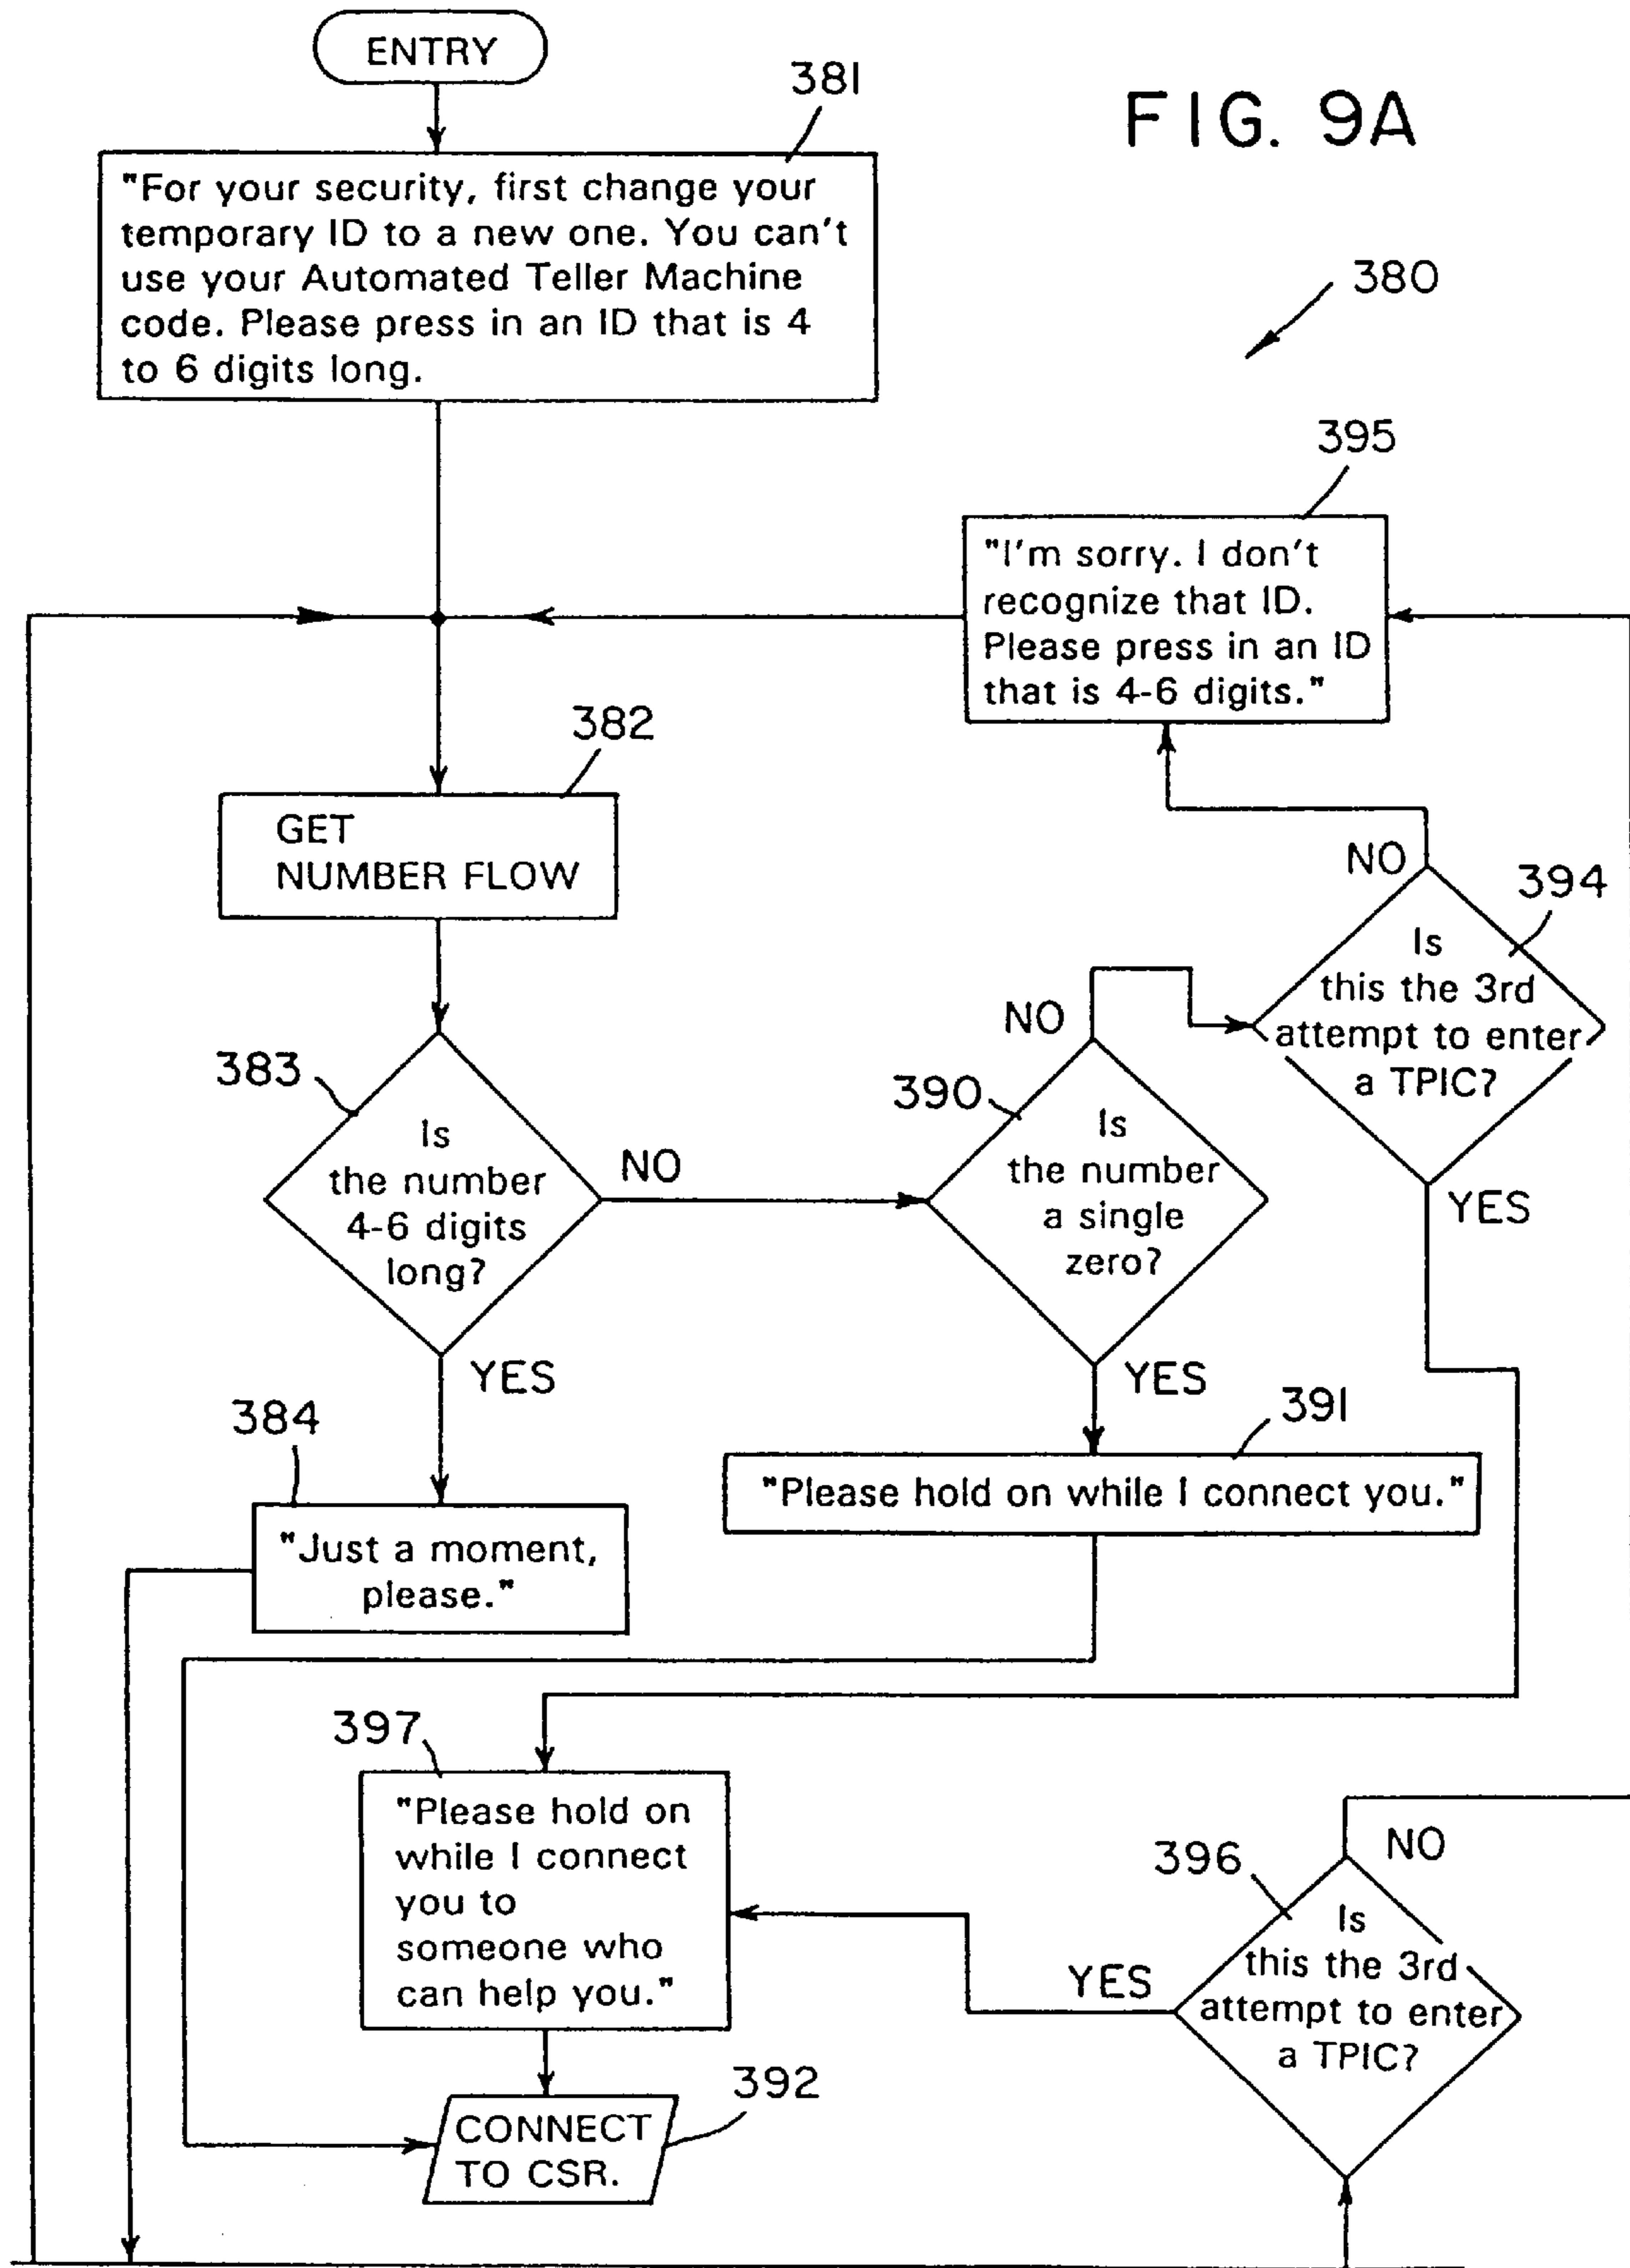 ENTRY
381
FIG. 9A
"For your security, first change your
temporary ID to a new one. You can't
use your Automated Teller Machine
code. Please press in an ID that is 4
to 6 digits long.
380
395
"I'm sorry. I don't
recognize that ID.
Please press in an ID
that is 4-6 digits."
382
GET
NUMBER FLOW
NO
394
Is
this the 3rd
attempt to enter
a TPIC?
YES
383
Is
the number
4-6 digits
long?
NO
YES
390
NO
Is
the number
a single
zero?
YES
391
"Please hold on while I connect you."
384
"Just a moment,
please."
397
"Please hold on
while I connect
you to
someone who
can help you."
396
NO
Is
this the 3rd
attempt to enter
a TPIC?
YES
392
CONNECT
TO CSR.